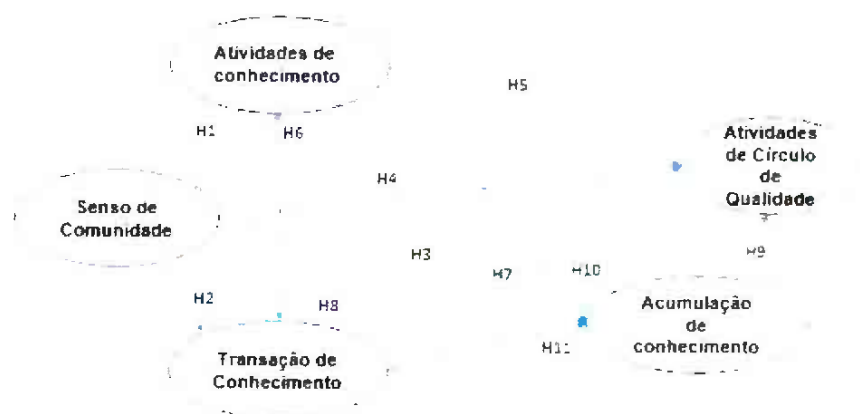 Atividades de
conhecimento
H5
H1
H6
Atividades
de Círculo
de
Qualidade
H4
Senso de
Comunidade
H3
H9
H7
H10
H2
H8
Acumulação
de
conhecimento
H11
Transação de
Conhecimento